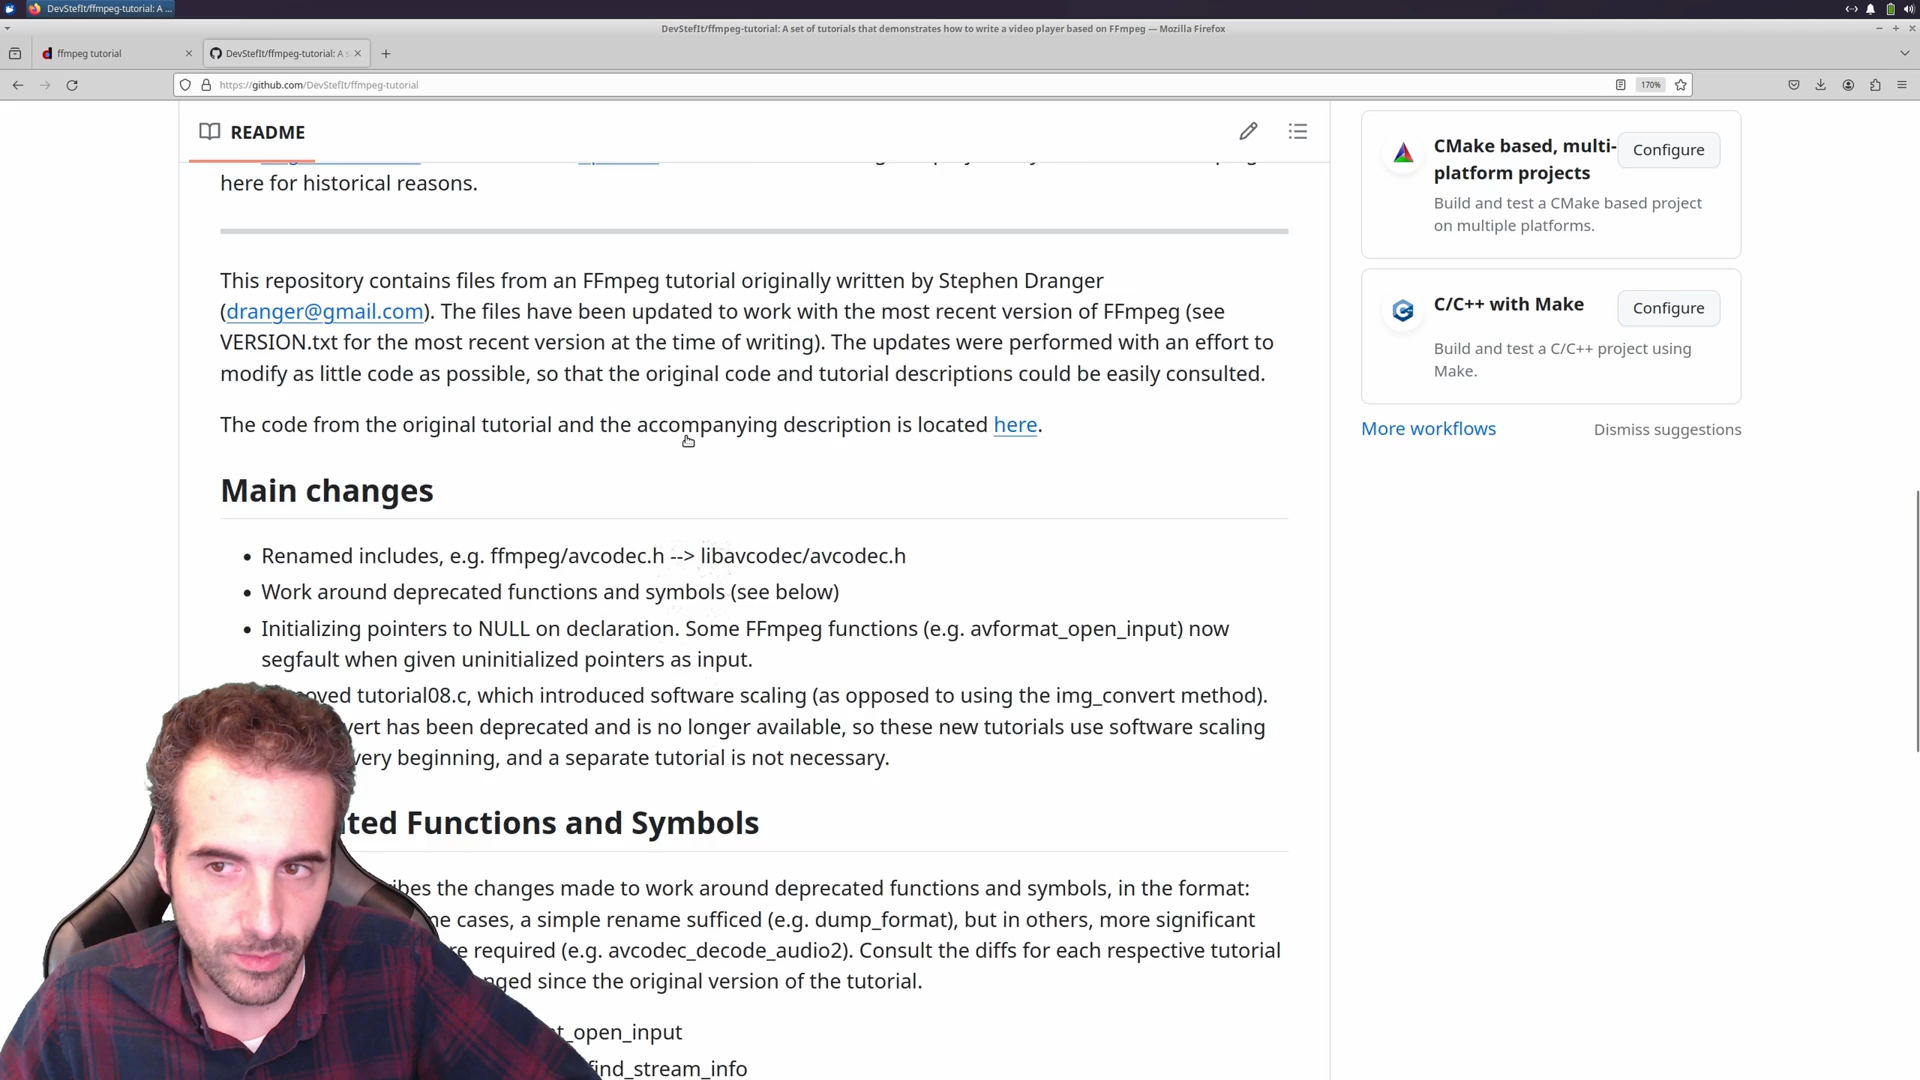 DevStefIt/ffmpeg-tutorial: A ...
DevStefIt/ffmpeg-tutorial: A set of tutorials that demonstrates how to write a video player based on FFmpeg — Mozilla Firefox
ffmpeg tutorial
DevStefIt/ffmpeg-tutorial: A s
https://github.com/DevStefIt/ffmpeg-tutorial
170%
README
here for historical reasons.
This repository contains files from an FFmpeg tutorial originally written by Stephen Dranger
(dranger@gmail.com). The files have been updated to work with the most recent version of FFmpeg (see
VERSION.txt for the most recent version at the time of writing). The updates were performed with an effort to
modify as little code as possible, so that the original code and tutorial descriptions could be easily consulted.
The code from the original tutorial and the accompanying description is located here.
Main changes
• Renamed includes, e.g. ffmpeg/avcodec.h --> libavcodec/avcodec.h
• Work around deprecated functions and symbols (see below)
• Initializing pointers to NULL on declaration. Some FFmpeg functions (e.g. avformat_open_input) now
segfault when given uninitialized pointers as input.
oved tutorial08.c, which introduced software scaling (as opposed to using the img_convert method).
vert has been deprecated and is no longer available, so these new tutorials use software scaling
very beginning, and a separate tutorial is not necessary.
ted Functions and Symbols
ibes the changes made to work around deprecated functions and symbols, in the format:
ne cases, a simple rename sufficed (e.g. dump_format), but in others, more significant
re required (e.g. avcodec_decode_audio2). Consult the diffs for each respective tutorial
nged since the original version of the tutorial.
t_open_input
find_stream_info
CMake based, multi-
platform projects
Configure
Build and test a CMake based project
on multiple platforms.
C/C++ with Make
Configure
Build and test a C/C++ project using
Make.
More workflows
Dismiss suggestions